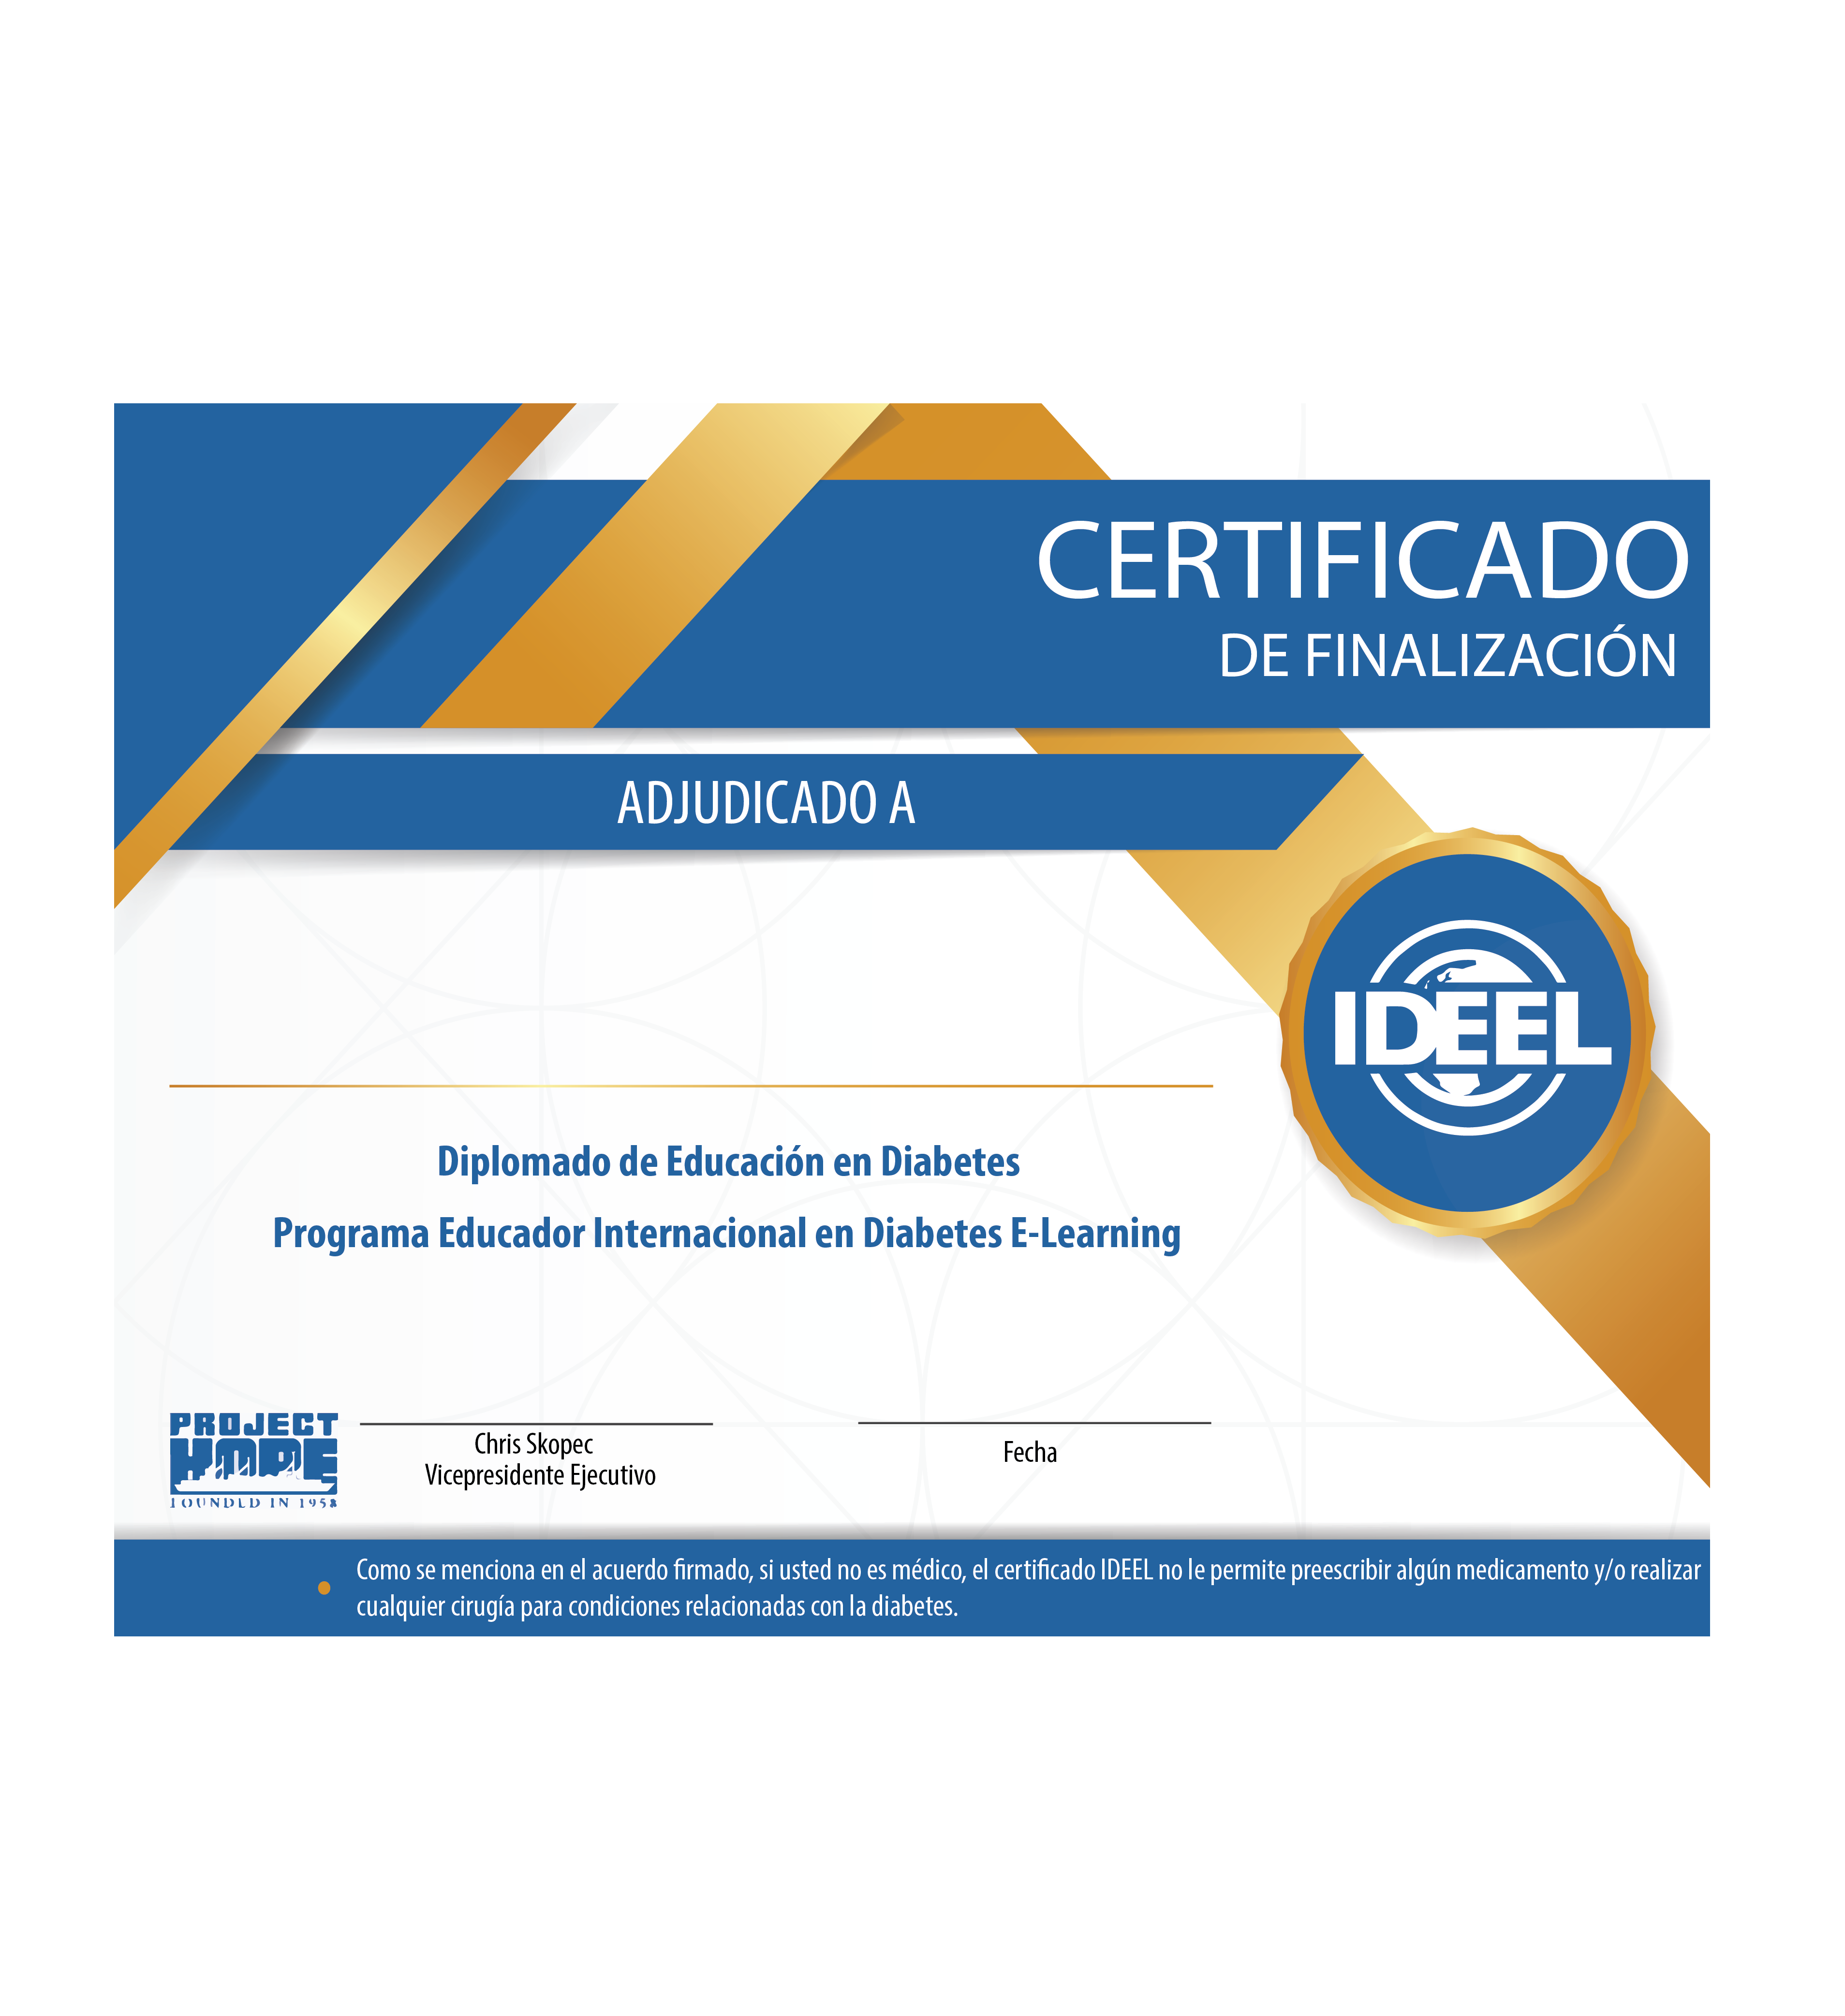 CERTIFICADO
DE FINALIZACIÓN
ADJUDICADO A
IDEEL
Diplomado de Educación en Diabetes
Programa Educador Internacional en Diabetes E-Learning
PROJECT
HOPE
FOUNDED IN 1958
Chris Skopec
Vicepresidente Ejecutivo
Fecha
Como se menciona en el acuerdo firmado, si usted no es médico, el certificado IDEEL no le permite preescribir algún medicamento y/o realizar
cualquier cirugía para condiciones relacionadas con la diabetes.